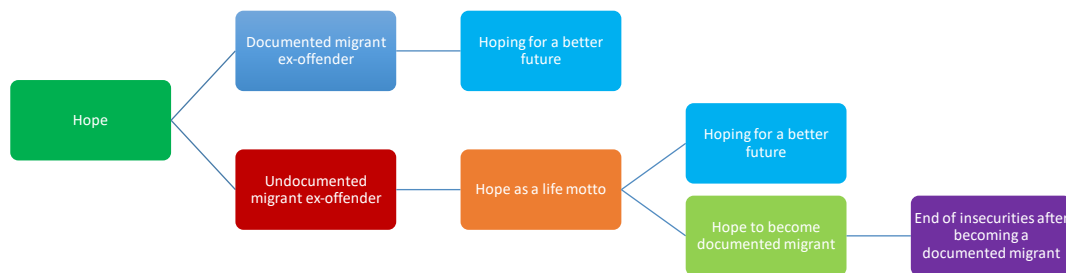 Documented migrant
ex-offender
Hoping for a better
future
Hope
Hoping for a better
future
Undocumented
migrant ex-offender
Hope as a life motto
Hope to become
documented migrant
End of insecurities after
becoming a
documented migrant